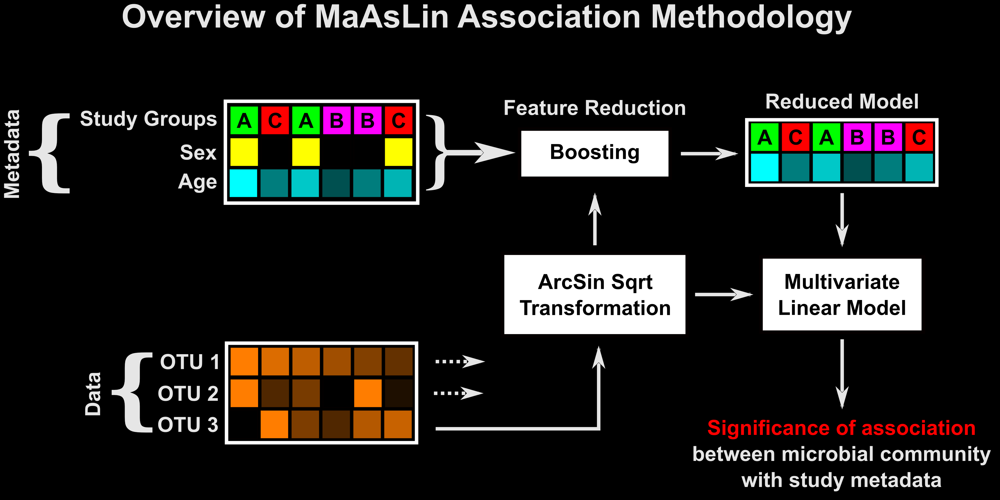 Overview of MaAsLin Association Methodology
Metadata
Study Groups
A C A B B C
Sex
Age
Feature Reduction
Boosting
Reduced Model
A C A B B C
ArcSin Sqrt
Transformation
Multivariate
Linear Model
Data
OTU 1
OTU 2
OTU 3
Significance of association
between microbial community
with study metadata